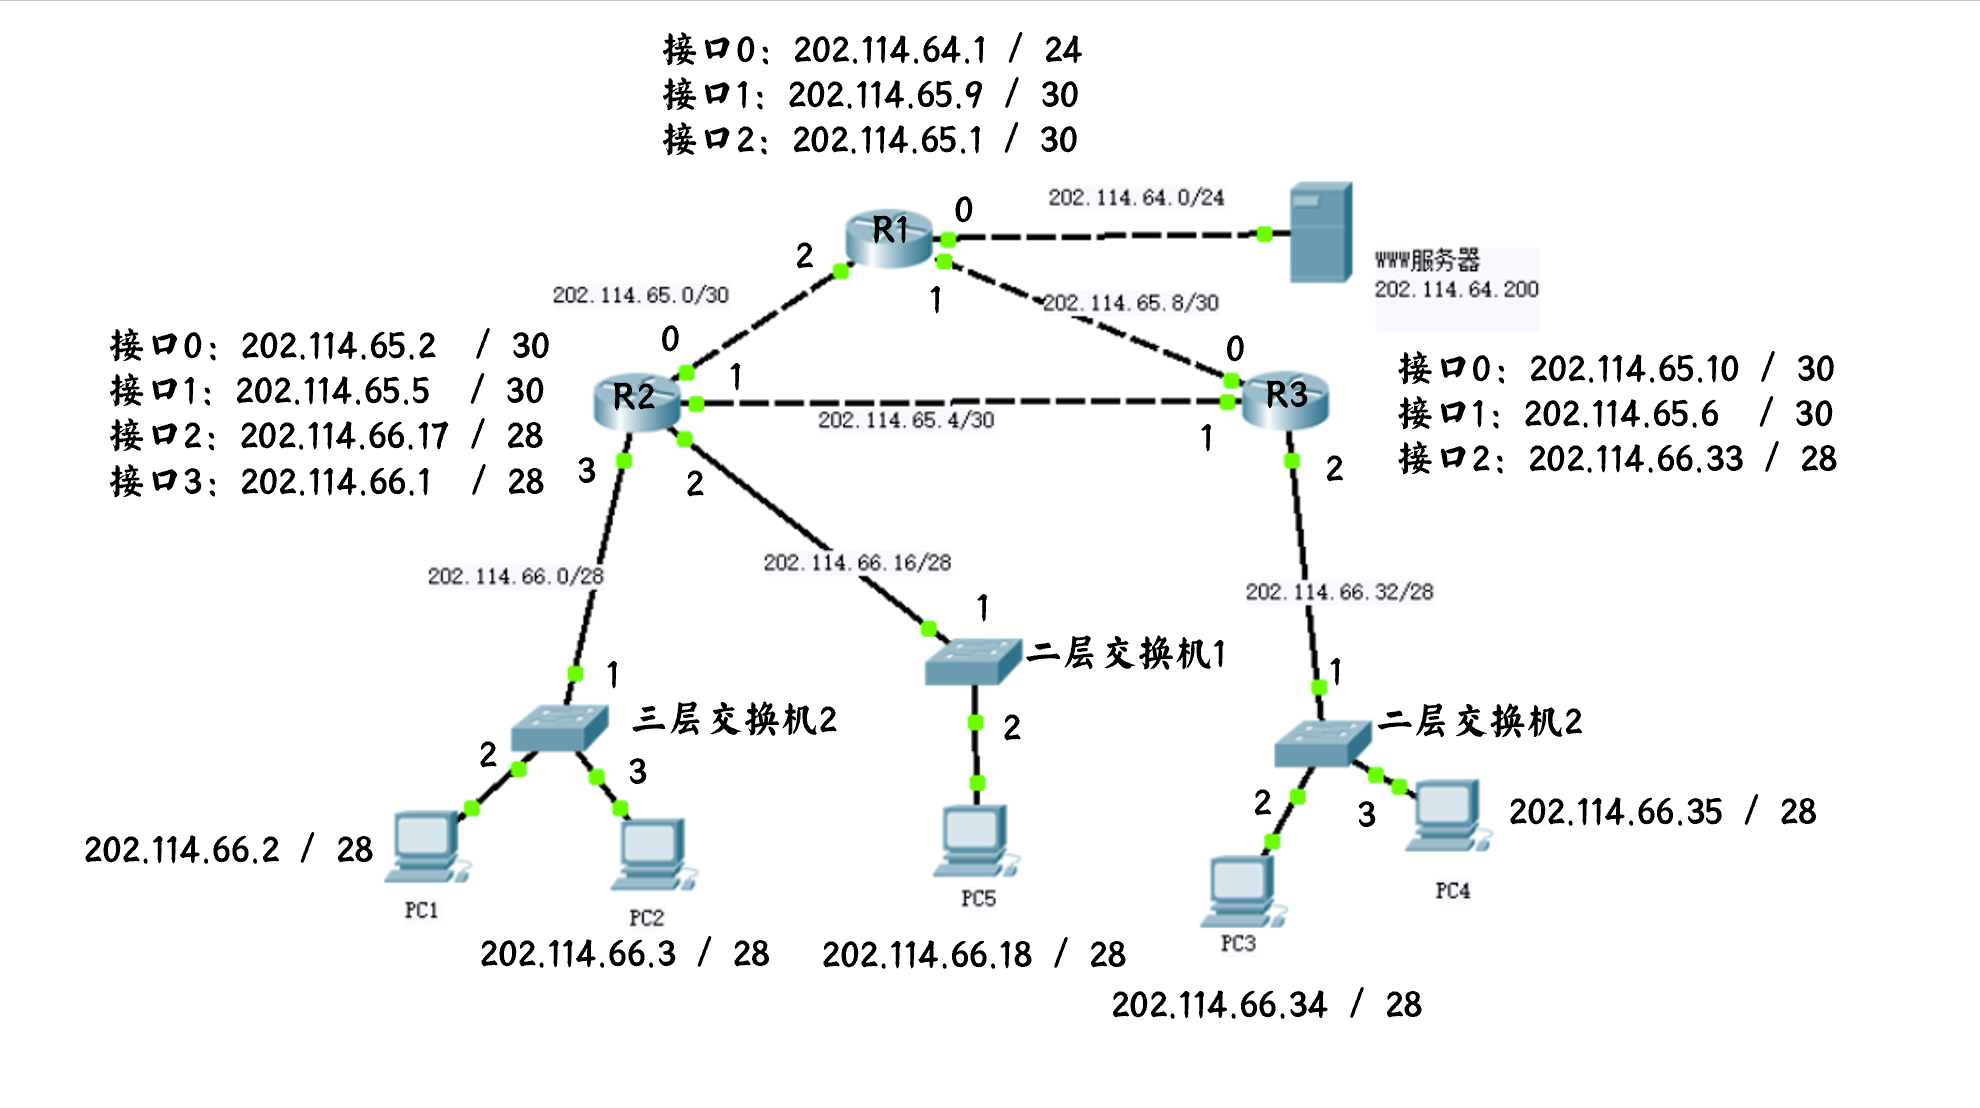 接口0: 202.114.64.1 / 24
接口1: 202.114.65.9 / 30
接口2: 202.114.65.1 / 30
202.114.64.0/24
R1
0
2
1
WWW服务器
202.114.64.200
202.114.65.0/30
202.114.65.8/30
接口0: 202.114.65.2 / 30
接口1: 202.114.65.5 / 30
接口2: 202.114.66.17 / 28
接口3: 202.114.66.1 / 28
0
1
R2
3
2
202.114.65.4/30
0
R3
1
2
接口0: 202.114.65.10 / 30
接口1: 202.114.65.6 / 30
接口2: 202.114.66.33 / 28
202.114.66.0/28
202.114.66.16/28
202.114.66.32/28
1
三层交换机2
2
3
1
二层交换机1
2
1
二层交换机2
2
3
202.114.66.2 / 28
PC1
PC2
202.114.66.3 / 28
PC5
202.114.66.18 / 28
202.114.66.35 / 28
PC4
PC3
202.114.66.34 / 28